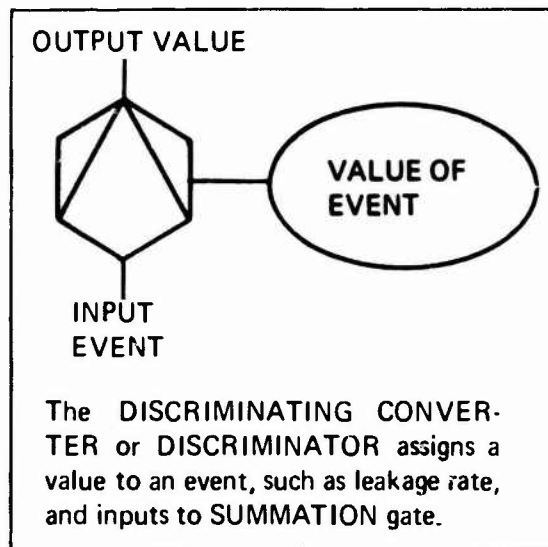 OUTPUT VALUE
VALUE OF
EVENT
INPUT
EVENT
The DISCRIMINATING CONVER-
TER or DISCRIMINATOR assigns a
value to an event, such as leakage rate,
and inputs to SUMMATION gate.